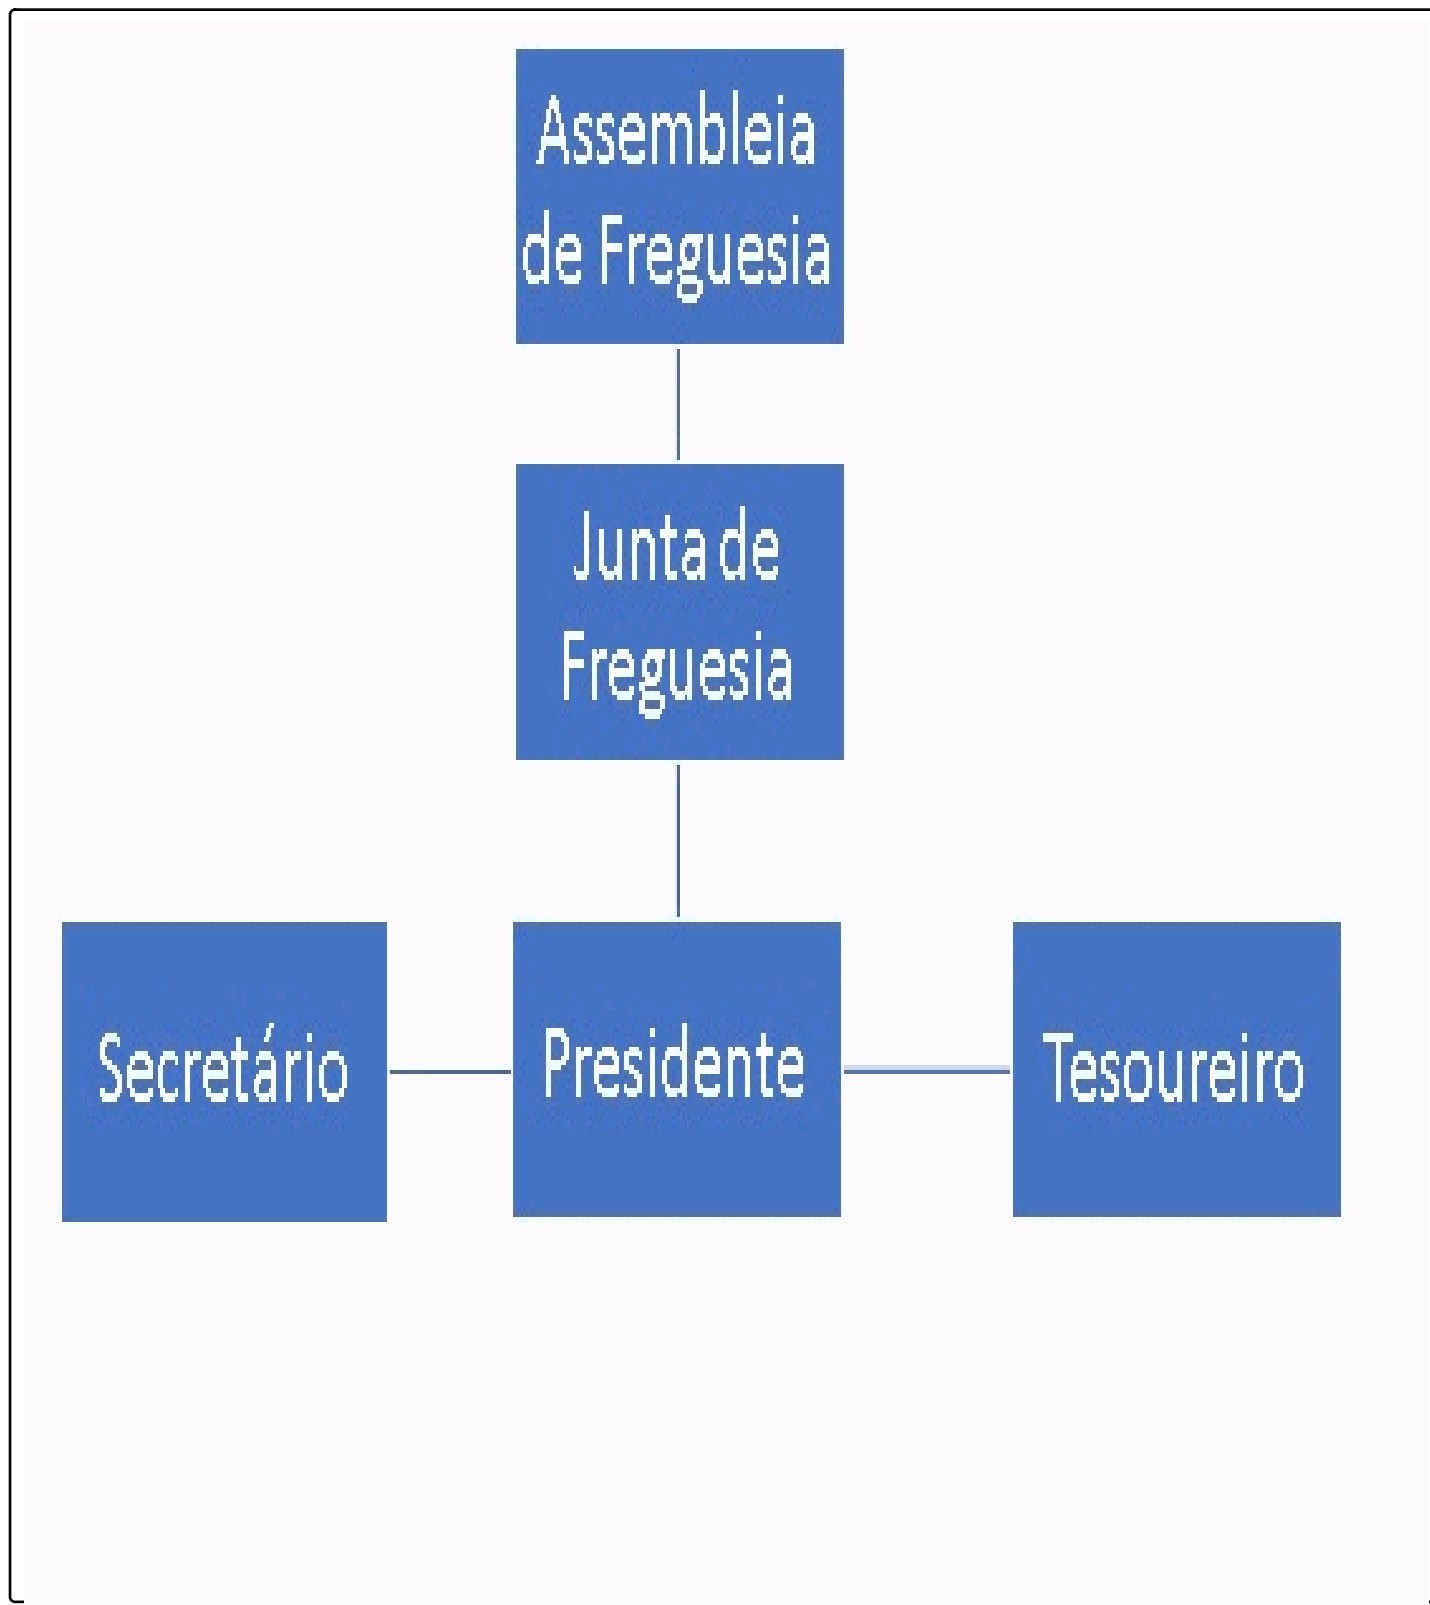 Assembleia
de Freguesia
Junta de
Freguesia
Secretário
Presidente
Tesoureiro